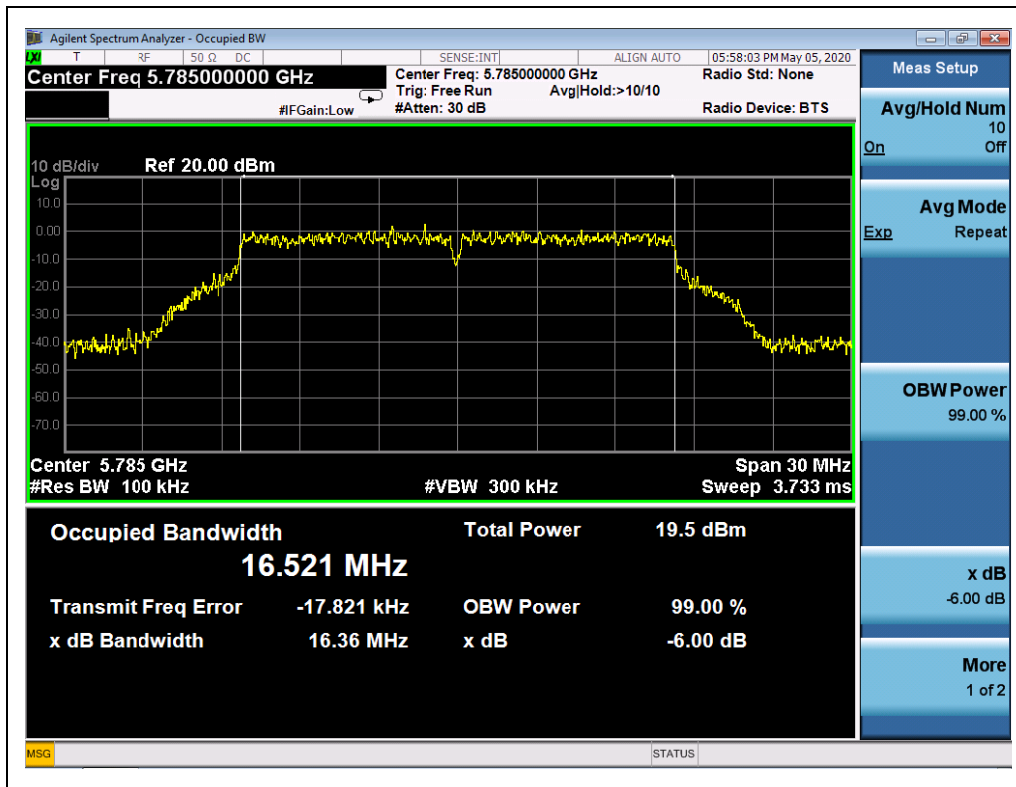 Agilent Spectrum Analyzer - Occupied BW
LXI T RF 50 Ω DC SENSE:INT ALIGN AUTO 05:58:03 PM May 05, 2020
Center Freq 5.785000000 GHz
Center Freq: 5.785000000 GHz
Radio Std: None
Trig: Free Run Avg|Hold:>10/10
#IFGain:Low
#Atten: 30 dB
Radio Device: BTS
10 dB/div Ref 20.00 dBm
Log
10.0
0.00
-10.0
-20.0
-30.0
-40.0
-50.0
-60.0
-70.0
Center 5.785 GHz Span 30 MHz
#Res BW 100 kHz #VBW 300 kHz Sweep 3.733 ms
Occupied Bandwidth Total Power 19.5 dBm
16.521 MHz
Transmit Freq Error -17.821 kHz OBW Power 99.00 %
x dB Bandwidth 16.36 MHz x dB -6.00 dB
MSG STATUS
Meas Setup
Avg/Hold Num
10
On Off
Avg Mode
Exp Repeat
OBW Power
99.00 %
x dB
-6.00 dB
More
1 of 2